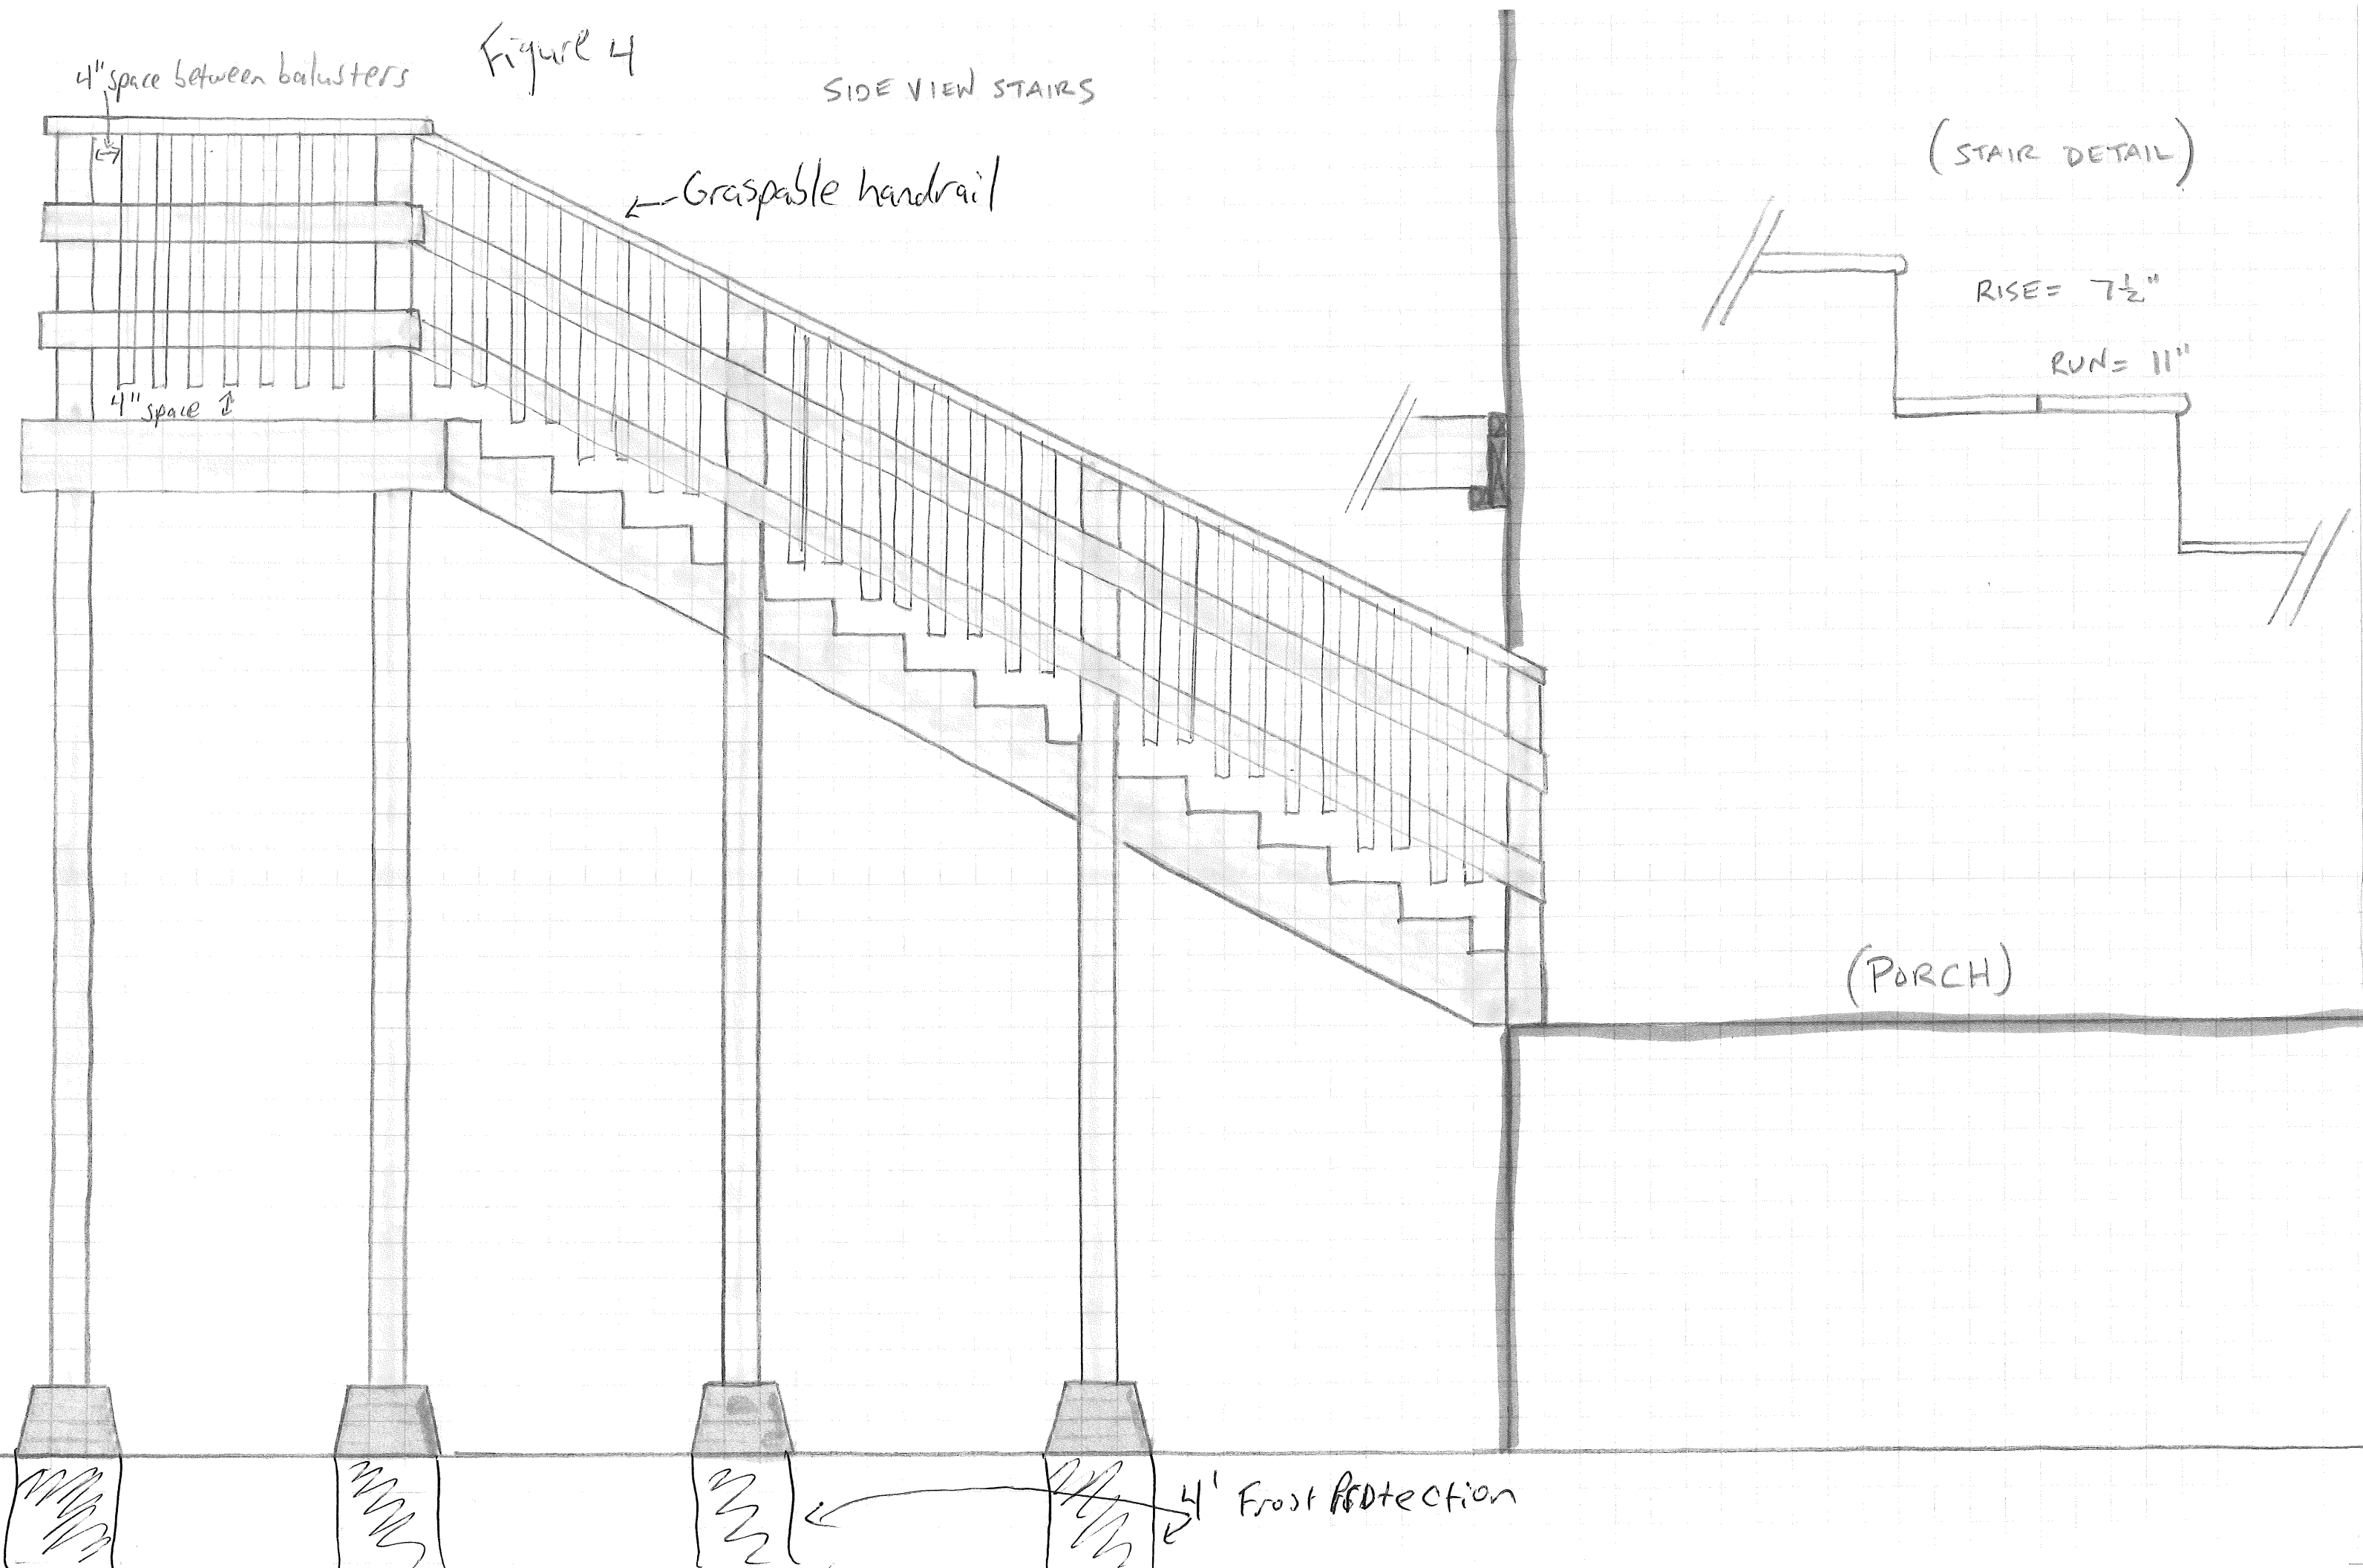 Figure 4
4" space between balusters
SIDE VIEW STAIRS
(STAIR DETAIL)
Graspable handrail
RISE= 7½"
RUN= 11"
4" space
(PORCH)
4' Frost Protection